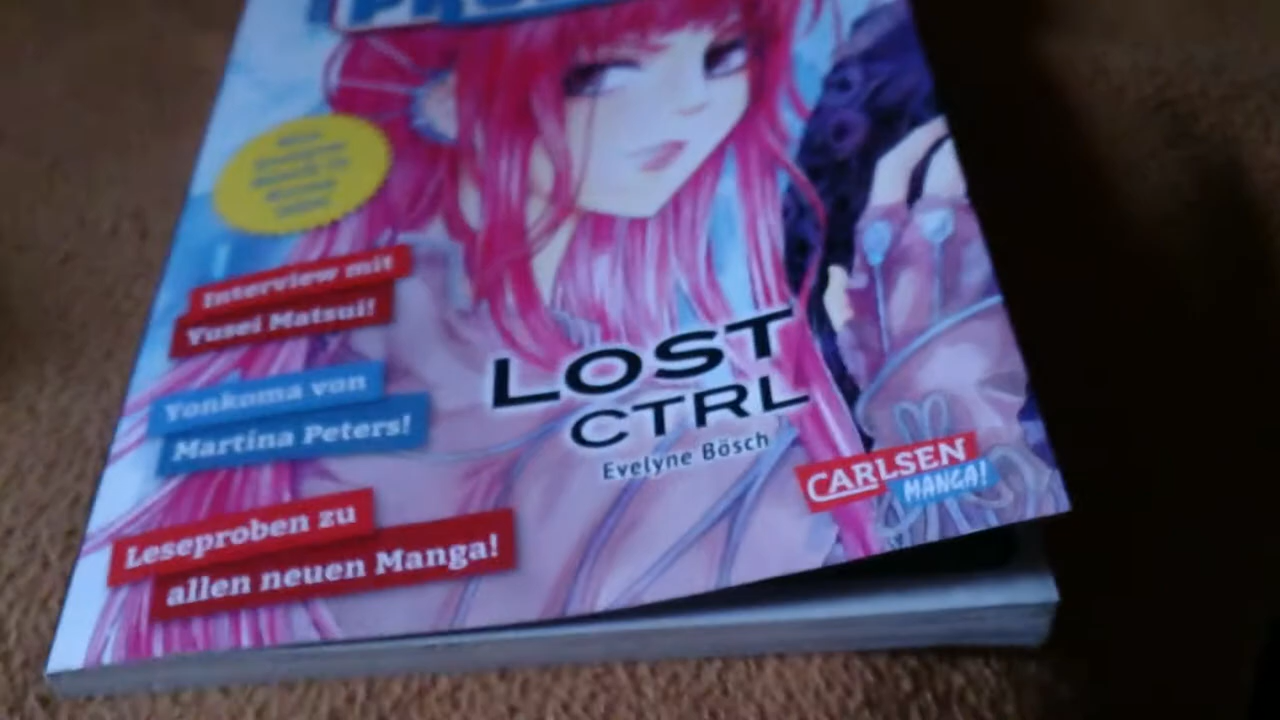 Interview mit
Yusei Matsui!
Yonkoma von
Martina Peters!
LOST
CTRL
Evelyne Bösch
CARLSEN
MANGA!
Leseproben zu
allen neuen Manga!